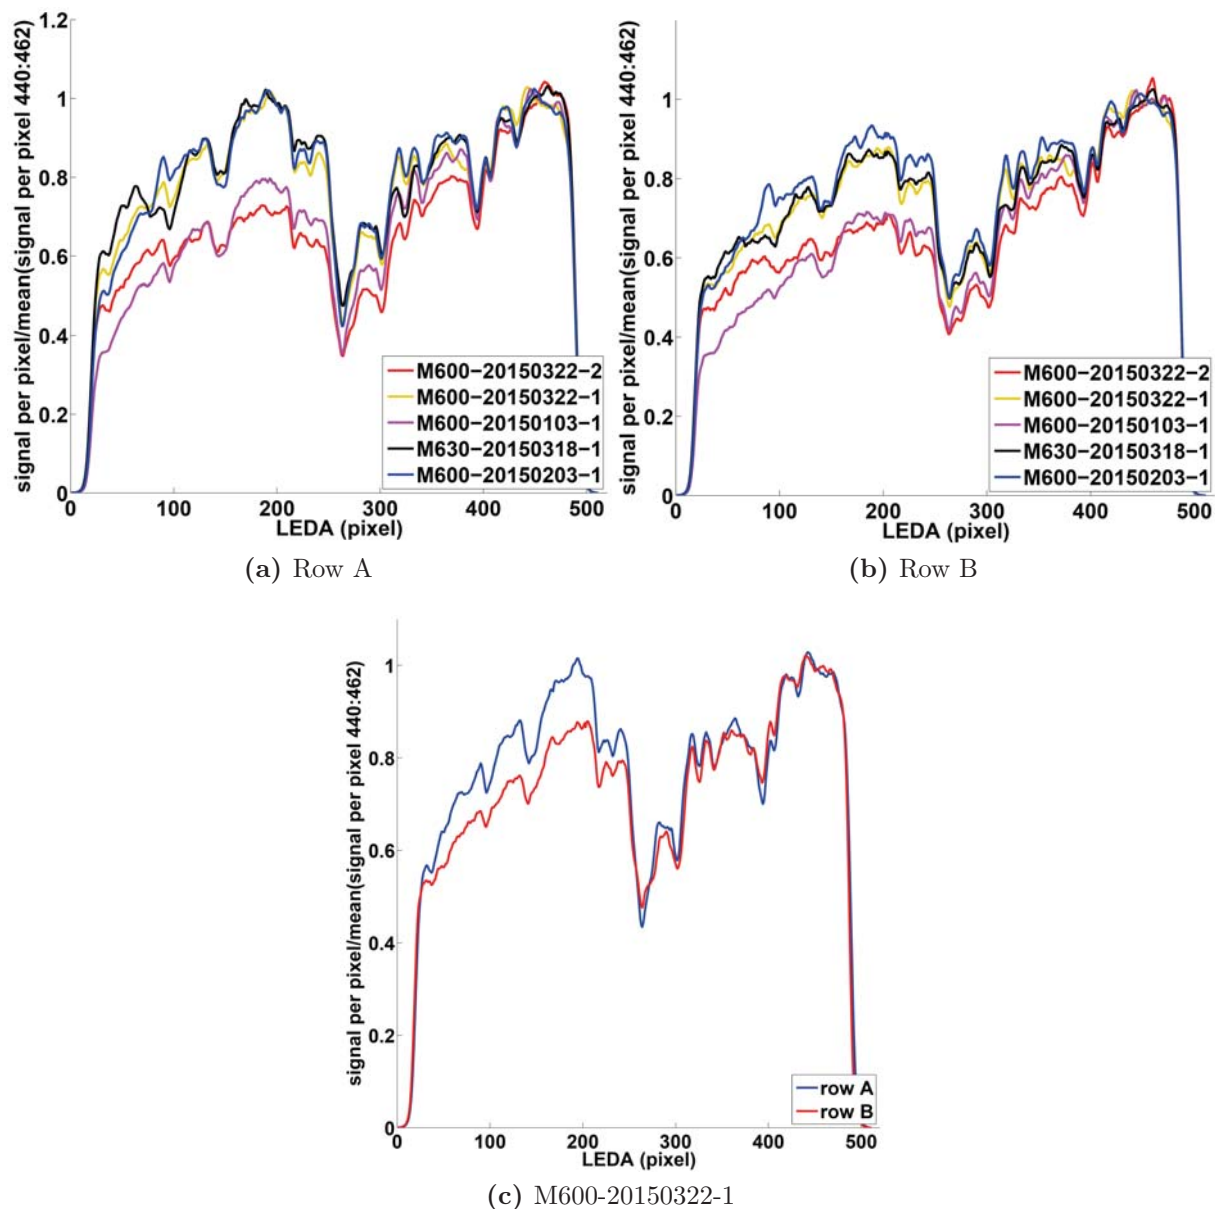 signal per pixel/mean(signal per pixel 440:462)
1.2
1
0.8
0.6
0.4
0.2
0
0 100 200 300 400 500
LEDA (pixel)
M600−20150322−2
M600−20150322−1
M600−20150103−1
M630−20150318−1
M600−20150203−1
(a) Row A
signal per pixel/mean(signal per pixel 440:462)
1
0.8
0.6
0.4
0.2
0
0 100 200 300 400 500
LEDA (pixel)
M600−20150322−2
M600−20150322−1
M600−20150103−1
M630−20150318−1
M600−20150203−1
(b) Row B
signal per pixel/mean(signal per pixel 440:462)
1
0.8
0.6
0.4
0.2
0
0 100 200 300 400 500
LEDA (pixel)
row A
row B
(c) M600-20150322-1